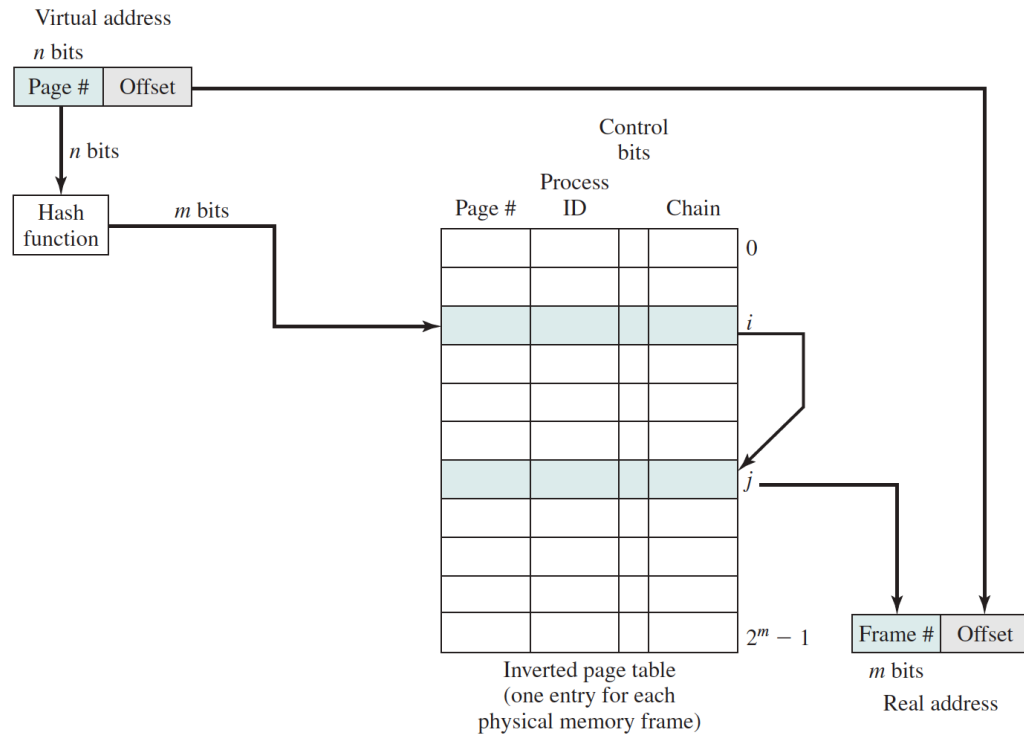 Virtual address
n bits
Page # Offset
n bits
Hash
function
m bits
Control
bits
Process
Page # ID Chain
0
i
j
2^m − 1
Inverted page table
(one entry for each
physical memory frame)
Frame # Offset
m bits
Real address